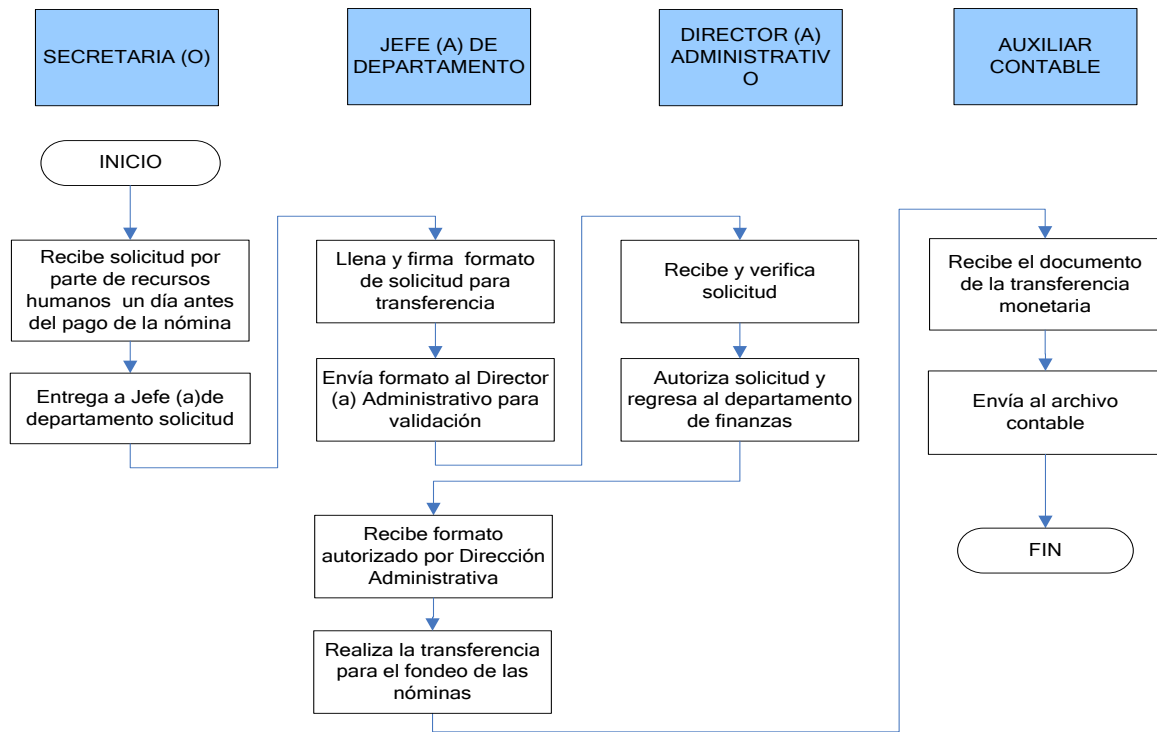 SECRETARIA (O)
JEFE (A) DE
DEPARTAMENTO
DIRECTOR (A)
ADMINISTRATIV
O
AUXILIAR
CONTABLE
INICIO
Recibe solicitud por
parte de recursos
humanos un día antes
del pago de la nómina
Entrega a Jefe (a)de
departamento solicitud
Llena y firma formato
de solicitud para
transferencia
Envía formato al Director
(a) Administrativo para
validación
Recibe y verifica
solicitud
Autoriza solicitud y
regresa al departamento
de finanzas
Recibe formato
autorizado por Dirección
Administrativa
Realiza la transferencia
para el fondeo de las
nóminas
Recibe el documento
de la transferencia
monetaria
Envía al archivo
contable
FIN